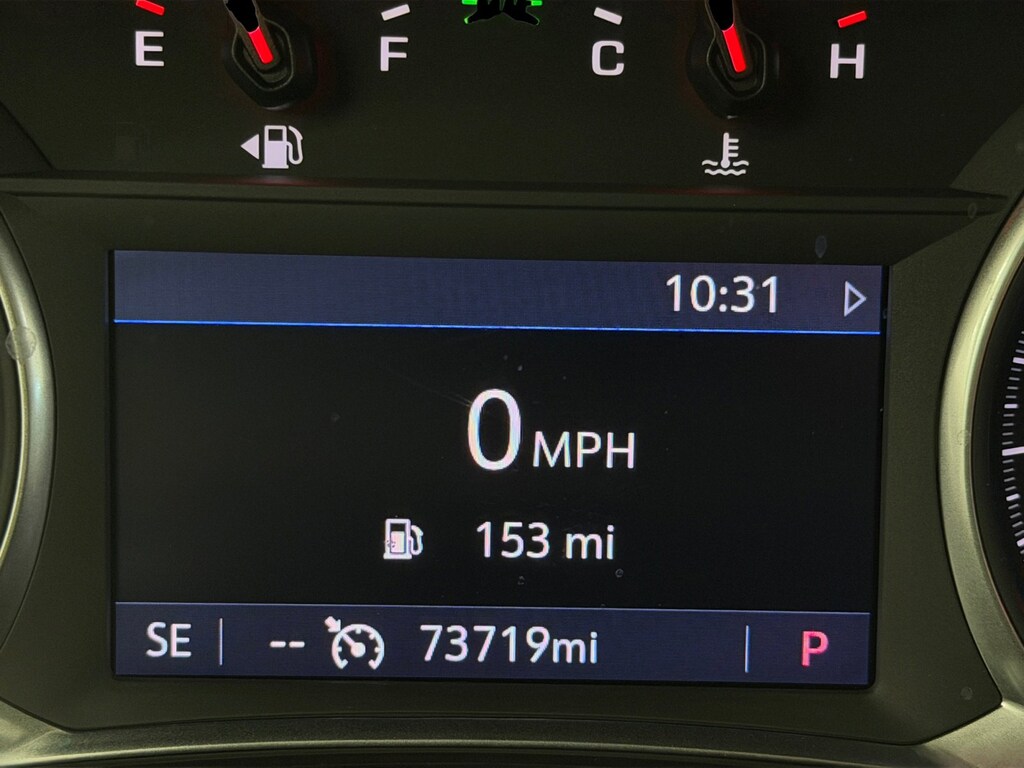 E F C H
10:31
0 MPH
153 mi
SE -- 73719mi P